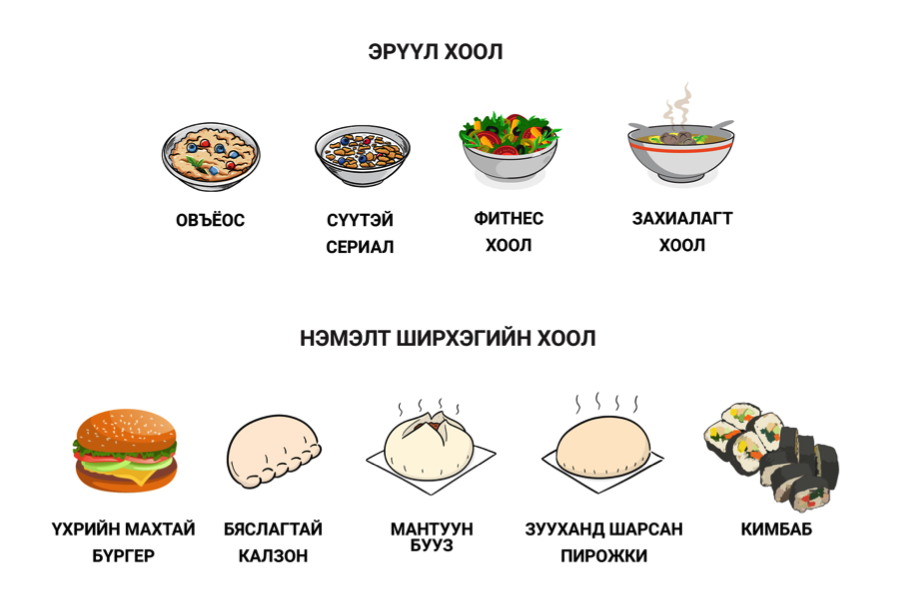 ЭРҮҮЛ ХООЛ
ОВЪЁОС
СҮҮТЭЙ
СЕРИАЛ
ФИТНЕС
ХООЛ
ЗАХИАЛАГТ
ХООЛ
НЭМЭЛТ ШИРХЭГИЙН ХООЛ
ҮХРИЙН МАХТАЙ
БҮРГЕР
БЯСЛАГТАЙ
КАЛЗОН
МАНТУУН
БУУЗ
ЗУУХАНД ШАРСАН
ПИРОЖКИ
КИМБАБ